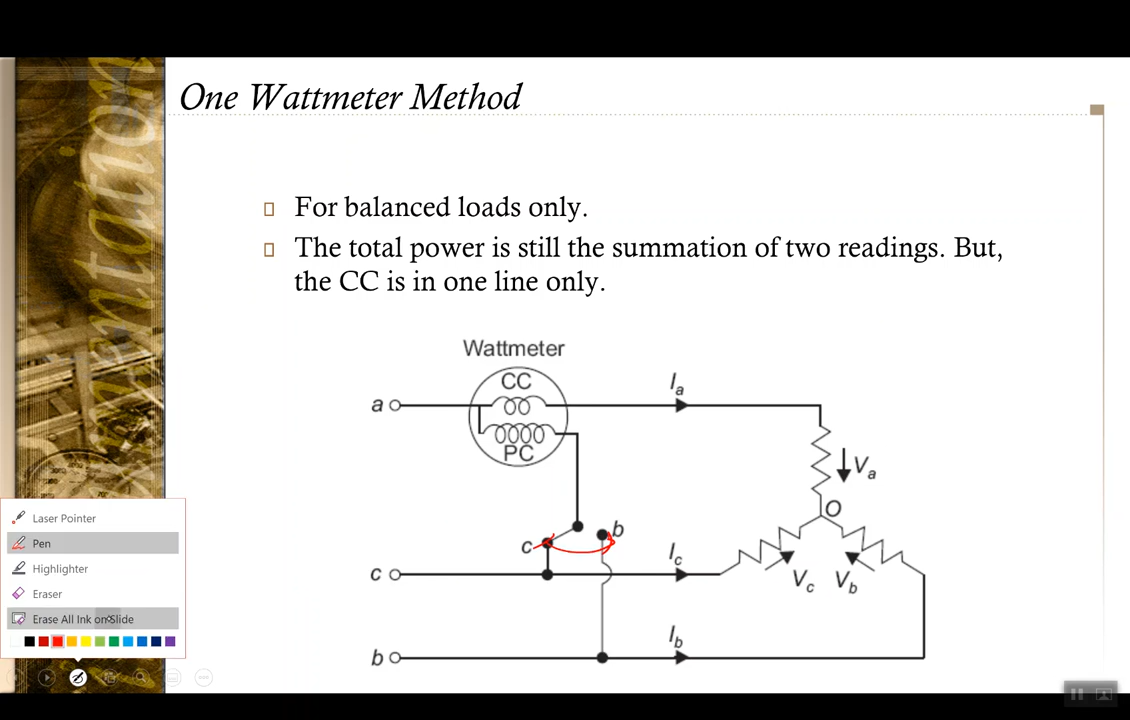 One Wattmeter Method
For balanced loads only.
The total power is still the summation of two readings. But,
the CC is in one line only.
Wattmeter
CC
PC
a
Ia
Va
O
b
c
c
Ic
Vc
Vb
Ib
b
Laser Pointer
Pen
Highlighter
Eraser
Erase All Ink on Slide